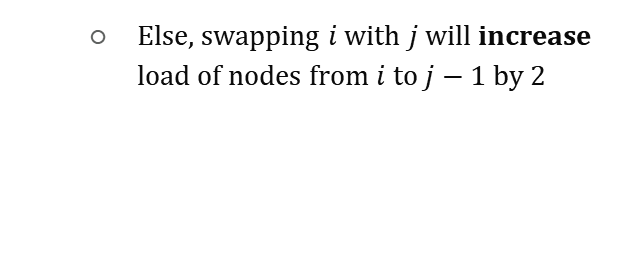 ○ Else, swapping i with j will increase
load of nodes from i to j − 1 by 2